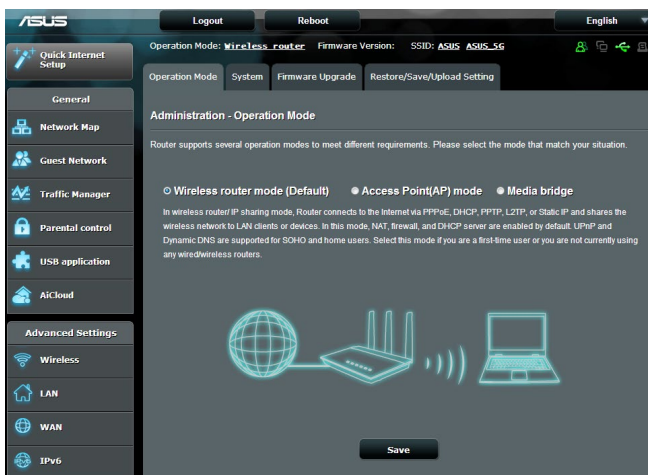 ASUS
Logout
Reboot
English
Quick Internet
Setup
Operation Mode: Wireless router Firmware Version: SSID: ASUS ASUS_5G
Operation Mode
System
Firmware Upgrade
Restore/Save/Upload Setting
General
Network Map
Guest Network
Traffic Manager
Parental control
USB application
AiCloud
Advanced Settings
Wireless
LAN
WAN
IPv6
Administration - Operation Mode
Router supports several operation modes to meet different requirements. Please select the mode that match your situation.
Wireless router mode (Default)
Access Point(AP) mode
Media bridge
In wireless router/ IP sharing mode, Router connects to the Internet via PPPoE, DHCP, PPTP, L2TP, or Static IP and shares the
wireless network to LAN clients or devices. In this mode, NAT, firewall, and DHCP server are enabled by default. UPnP and
Dynamic DNS are supported for SOHO and home users. Select this mode if you are a first-time user or you are not currently using
any wired/wireless routers.
Save